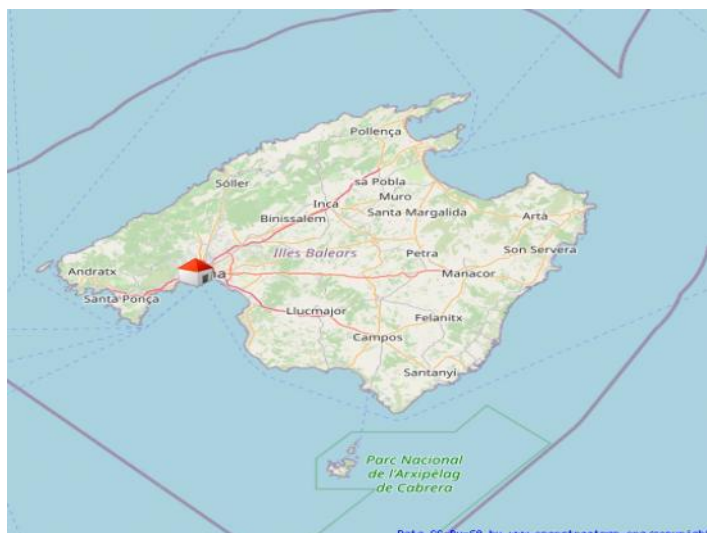 Pollença
sa Pobla
Sóller
Muro
Inca
Santa Margalida
Binissalem
Artà
Illes Balears
Petra
Son Servera
Andratx
Manacor
Santa Ponça
Llucmajor
Felanitx
Campos
Santanyí
Parc Nacional
de l'Arxipèlag
de Cabrera